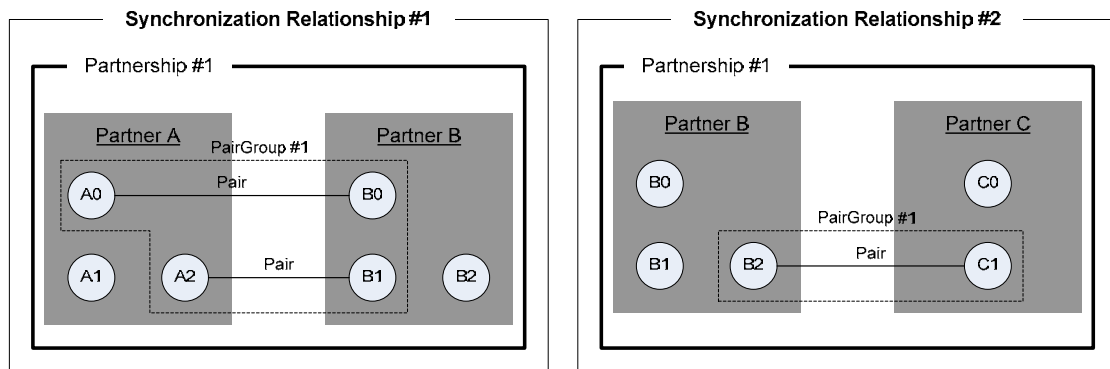 Synchronization Relationship #1
Partnership #1
Partner A
Partner B
PairGroup #1
Pair
A0
B0
Pair
A1
A2
B1
B2
Synchronization Relationship #2
Partnership #1
Partner B
Partner C
B0
C0
PairGroup #1
Pair
B1
B2
C1